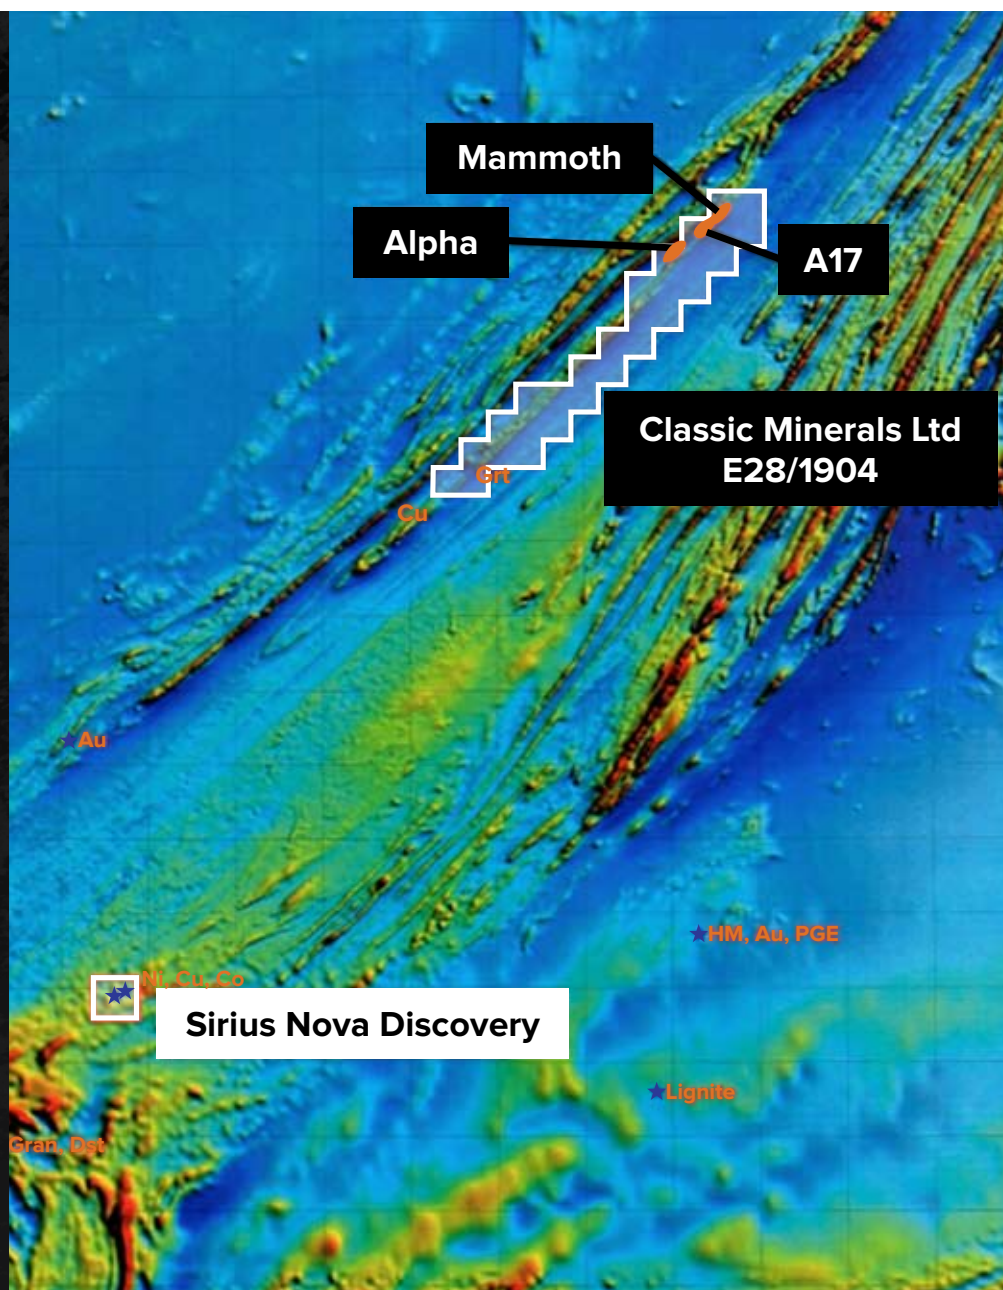 Mammoth
Alpha
A17
Classic Minerals Ltd
E28/1904
Grt
Cu
Au
HM, Au, PGE
Ni, Cu, Co
Sirius Nova Discovery
Lignite
Gran, Dst